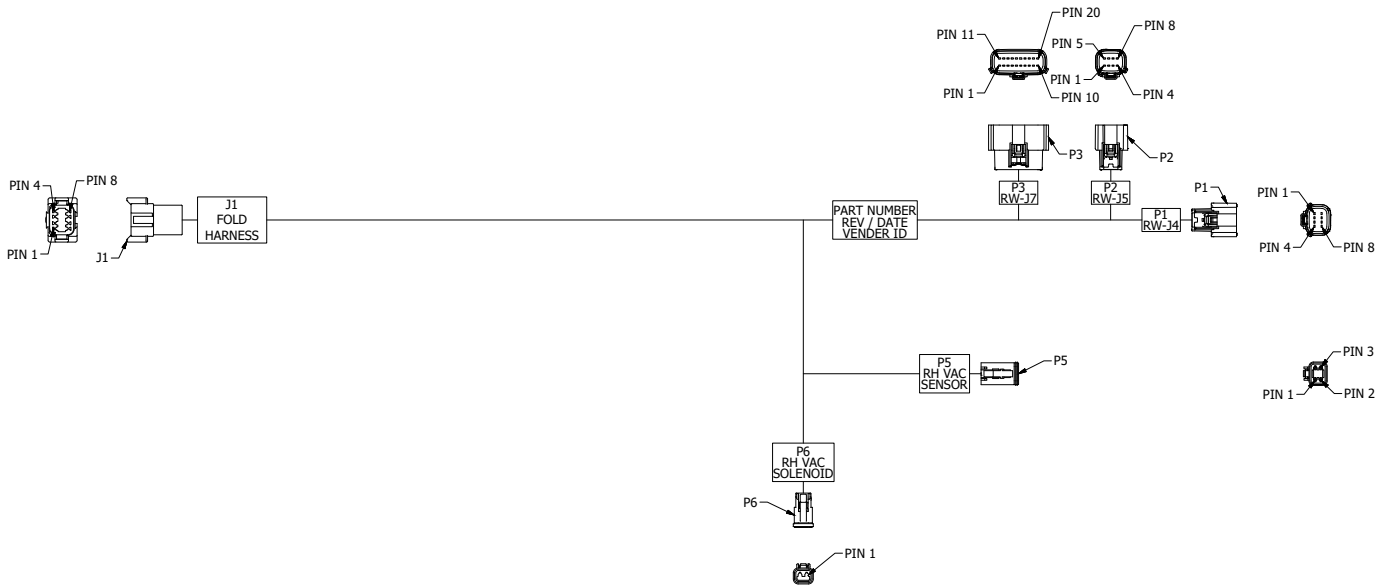 PIN 20
PIN 11
PIN 8
PIN 5
PIN 1
PIN 10
PIN 1
PIN 4
P3
P2
PIN 4
PIN 8
PIN 1
J1
J1
FOLD
HARNESS
PART NUMBER
REV / DATE
VENDER ID
P3
RW-J7
P2
RW-J5
P1
RW-J4
P1
PIN 1
PIN 4
PIN 8
P5
RH VAC
SENSOR
P5
PIN 3
PIN 1
PIN 2
P6
RH VAC
SOLENOID
P6
PIN 1